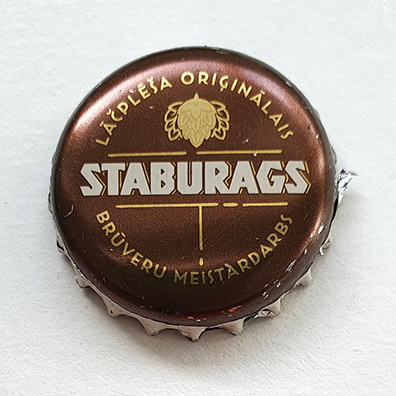 LĀČPLĒŠA ORIĢINĀLAIS
STABURAGS
BRŪVERU MEISTARDARBS